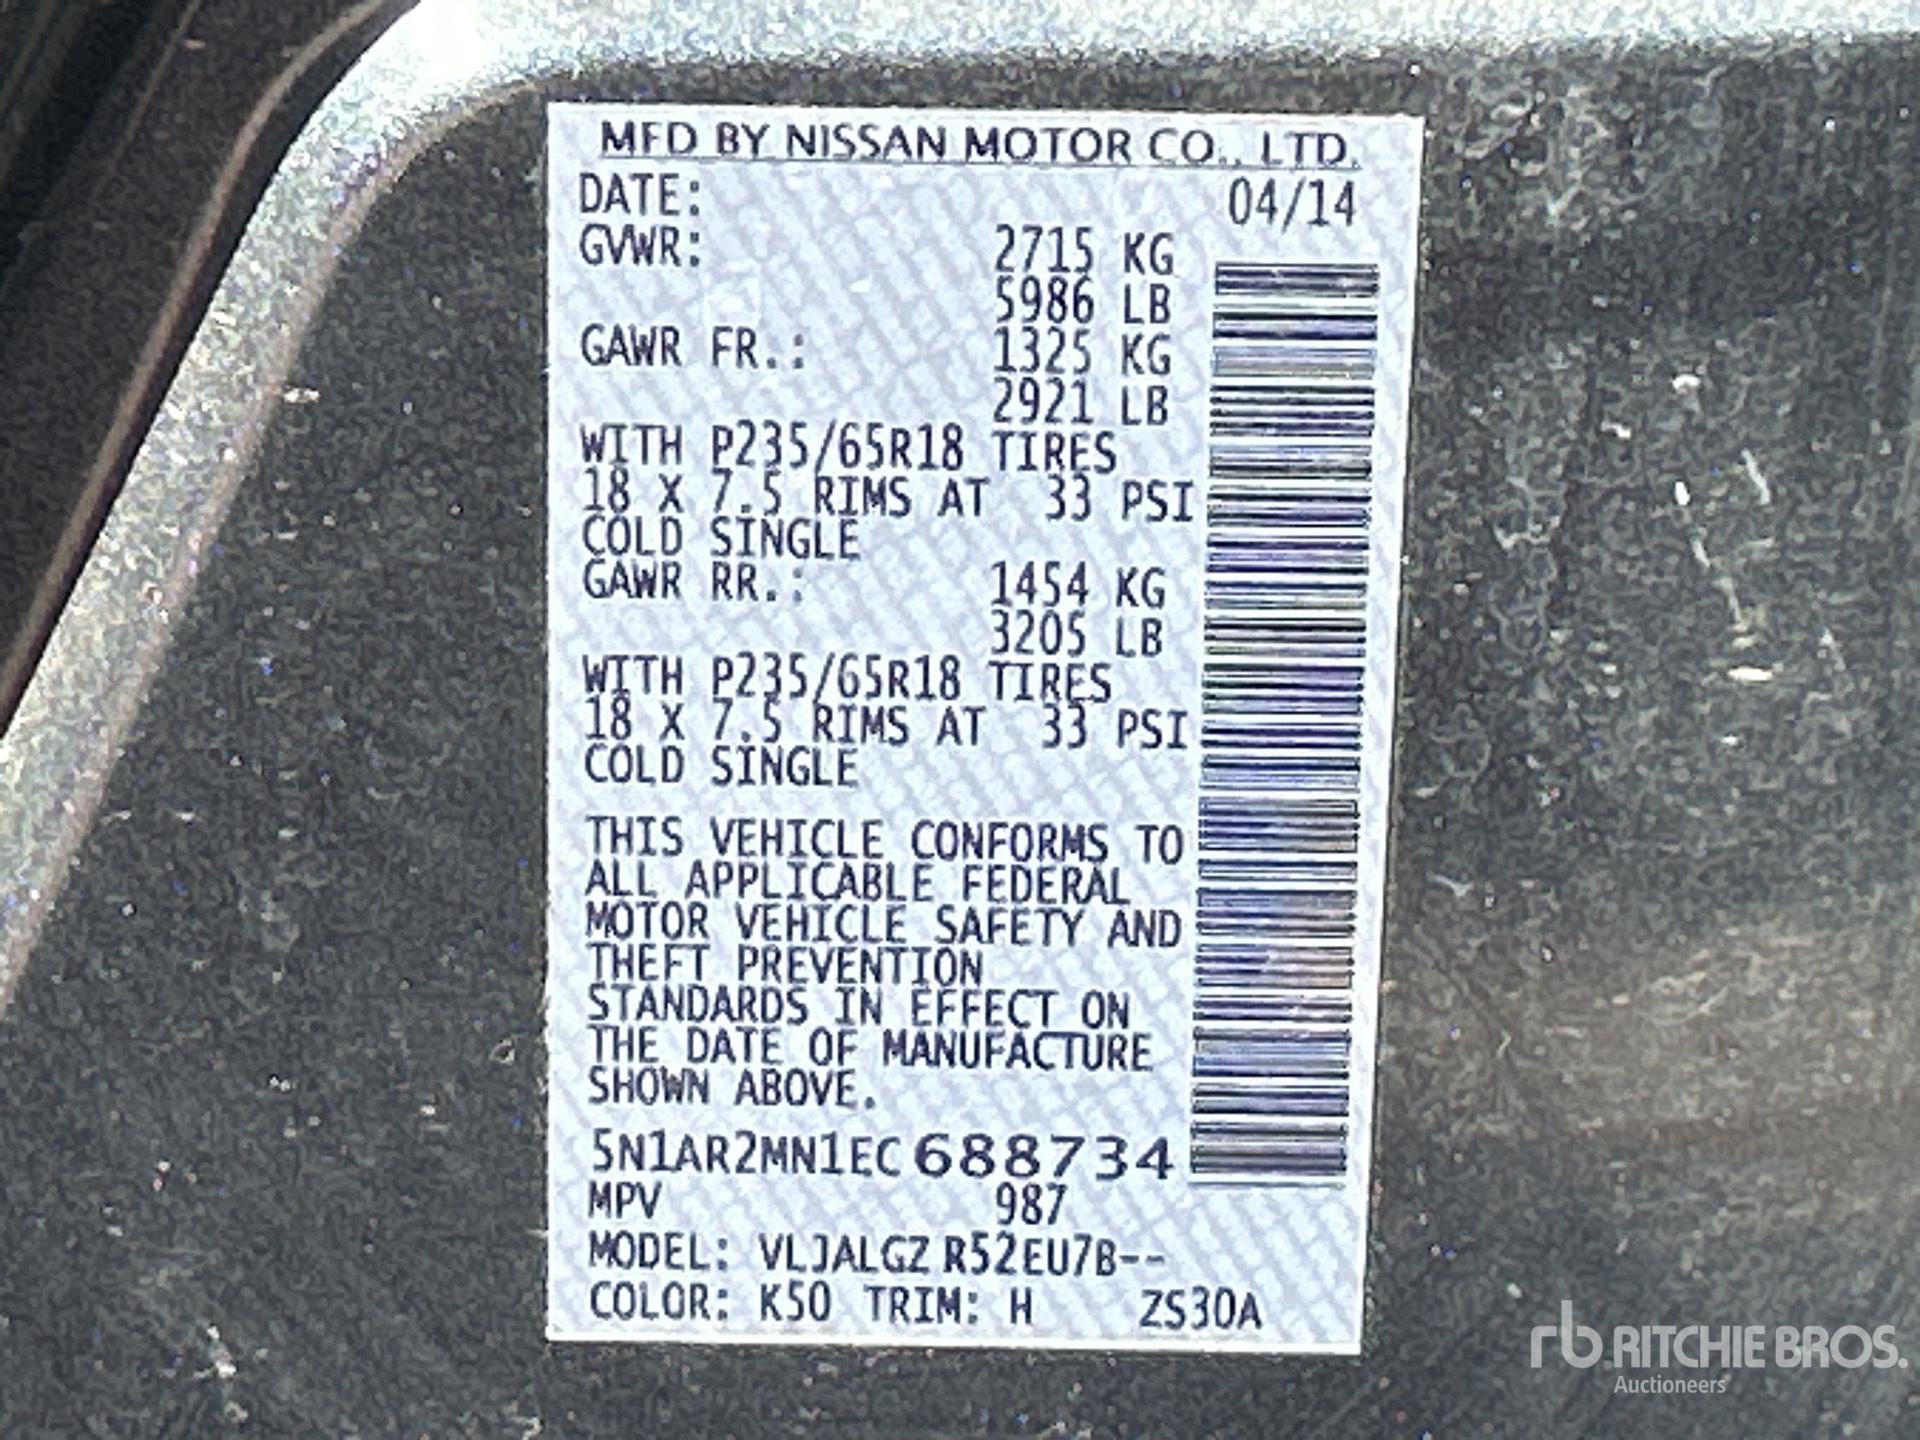 MFD BY NISSAN MOTOR CO., LTD.
DATE: 04/14
GVWR: 2715 KG
5986 LB
GAWR FR.: 1325 KG
2921 LB
WITH P235/65R18 TIRES
18 X 7.5 RIMS AT 33 PSI
COLD SINGLE
GAWR RR.: 1454 KG
3205 LB
WITH P235/65R18 TIRES
18 X 7.5 RIMS AT 33 PSI
COLD SINGLE
THIS VEHICLE CONFORMS TO
ALL APPLICABLE FEDERAL
MOTOR VEHICLE SAFETY AND
THEFT PREVENTION
STANDARDS IN EFFECT ON
THE DATE OF MANUFACTURE
SHOWN ABOVE.
5N1AR2MN1EC688734
MPV 987
MODEL: VLJALGZ R52EU7B--
COLOR: K50 TRIM: H ZS30A
rb RITCHIE BROS.
Auctioneers